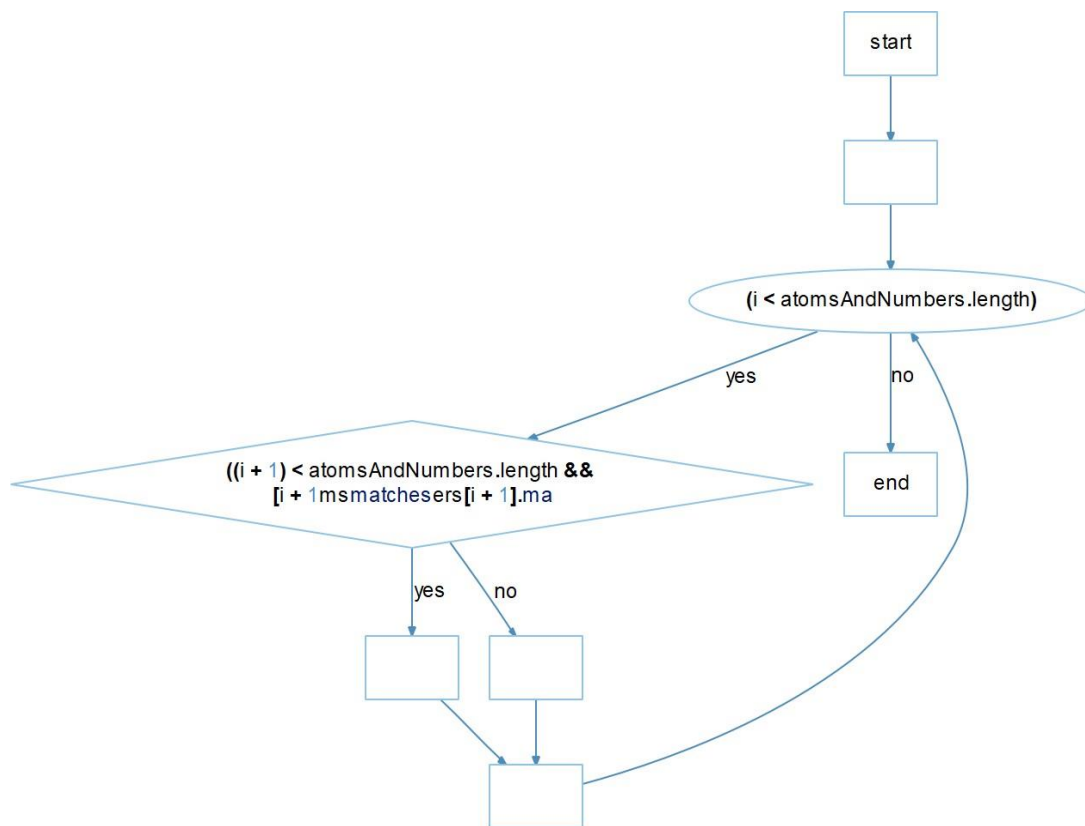 start
(i < atomsAndNumbers.length)
yes
no
((i + 1) < atomsAndNumbers.length &&
[i + 1msmatchesers[i + 1].ma
end
yes
no